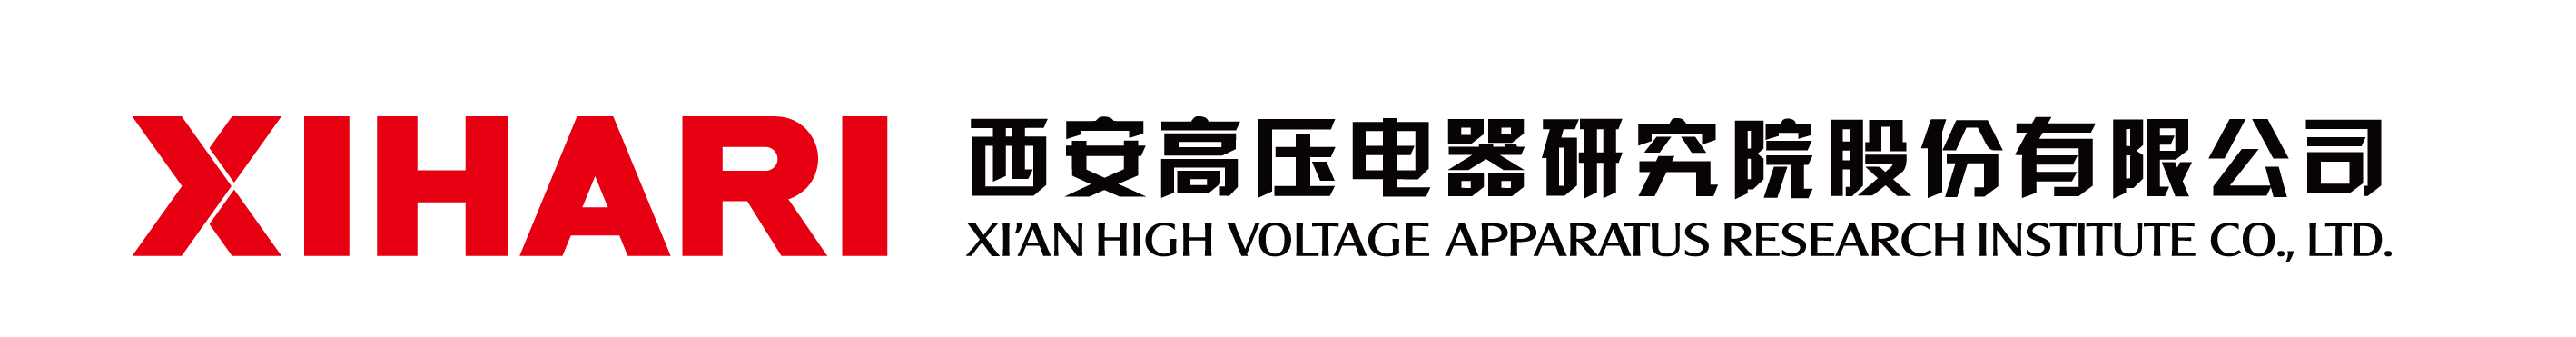 XIHARI
西安高压电器研究院股份有限公司
XI'AN HIGH VOLTAGE APPARATUS RESEARCH INSTITUTE CO., LTD.